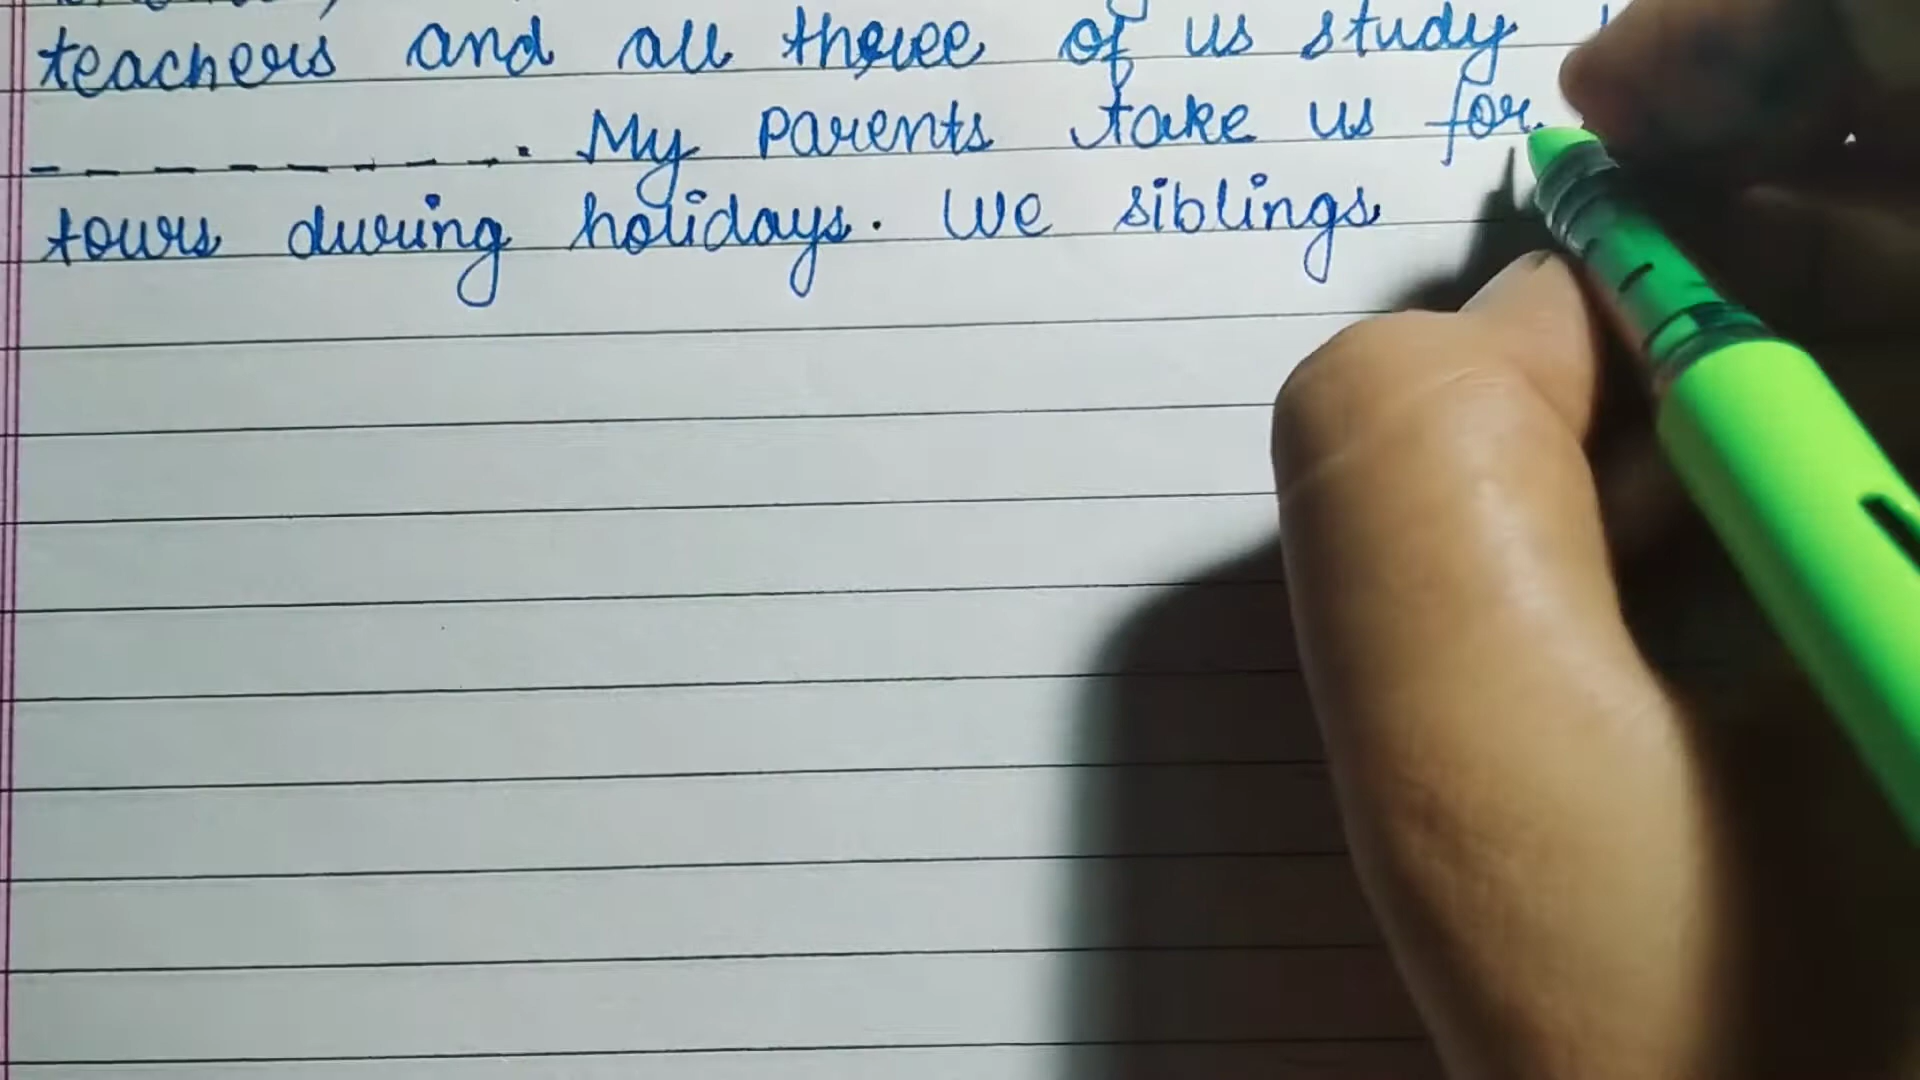 teachers and all three of us study
_ _ _ _ _ _ _ _ _. My Parents take us for
tours during holidays. We siblings